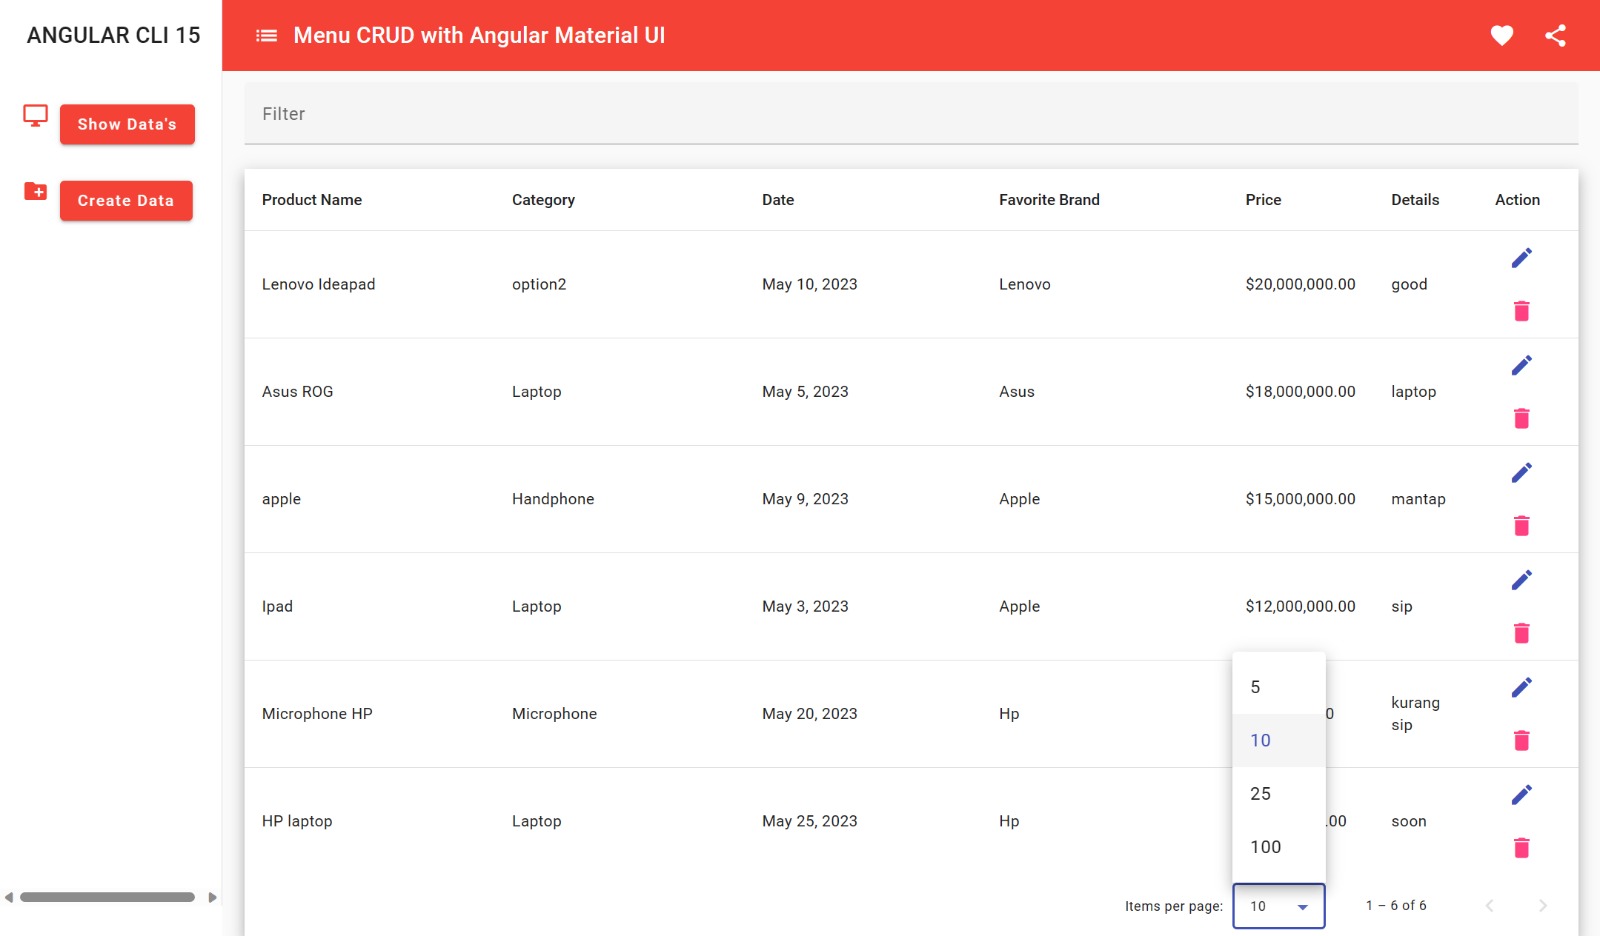 ANGULAR CLI 15
Menu CRUD with Angular Material UI
Show Data's
Create Data
Filter
Product Name Category Date Favorite Brand Price Details Action
Lenovo Ideapad option2 May 10, 2023 Lenovo $20,000,000.00 good
Asus ROG Laptop May 5, 2023 Asus $18,000,000.00 laptop
apple Handphone May 9, 2023 Apple $15,000,000.00 mantap
Ipad Laptop May 3, 2023 Apple $12,000,000.00 sip
Microphone HP Microphone May 20, 2023 Hp 0 kurang
sip
HP laptop Laptop May 25, 2023 Hp .00 soon
5
10
25
100
Items per page: 10 1 – 6 of 6